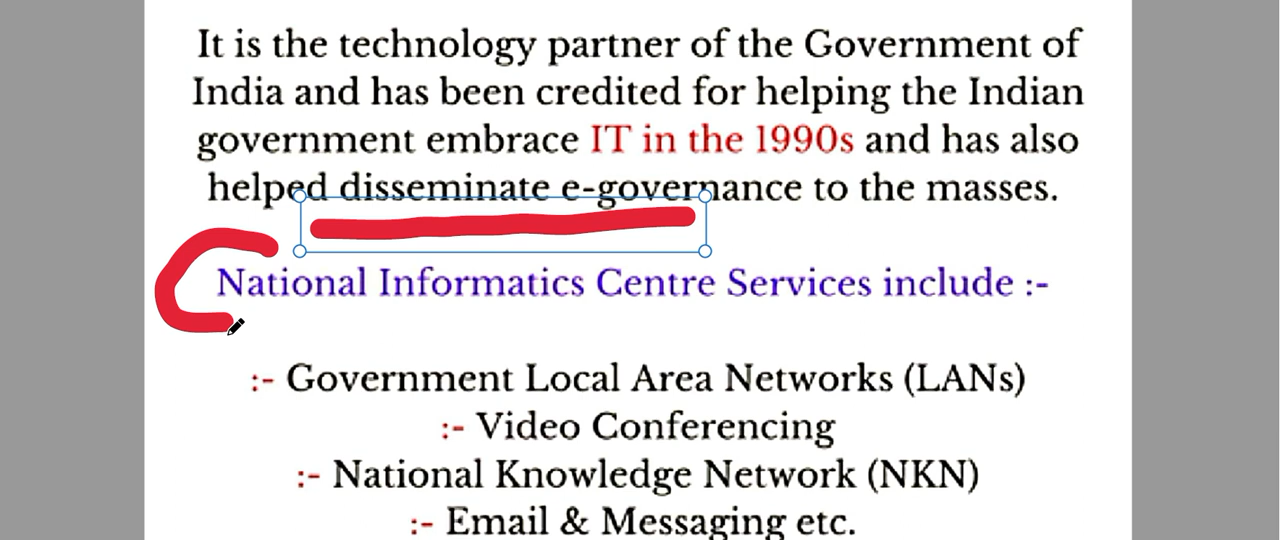 It is the technology partner of the Government of
India and has been credited for helping the Indian
government embrace IT in the 1990s and has also
helped disseminate e-governance to the masses.
National Informatics Centre Services include :-
:- Government Local Area Networks (LANs)
:- Video Conferencing
:- National Knowledge Network (NKN)
:- Email & Messaging etc.